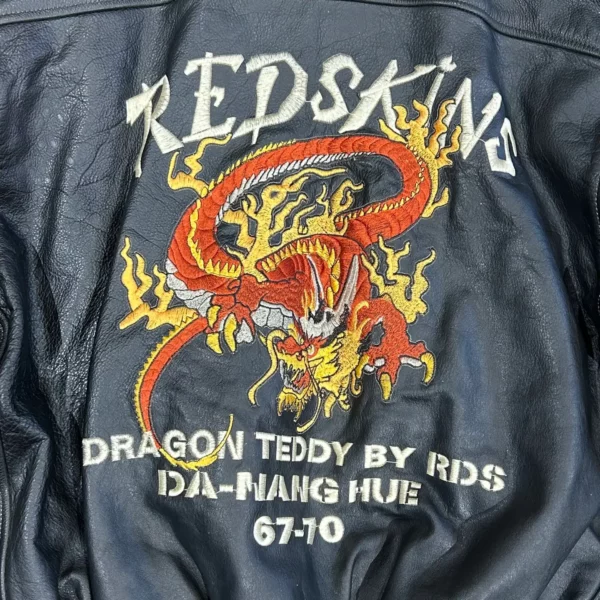 REDSKiNS
DRAGON TEDDY BY RDS
DA-NANG HUE
67-70